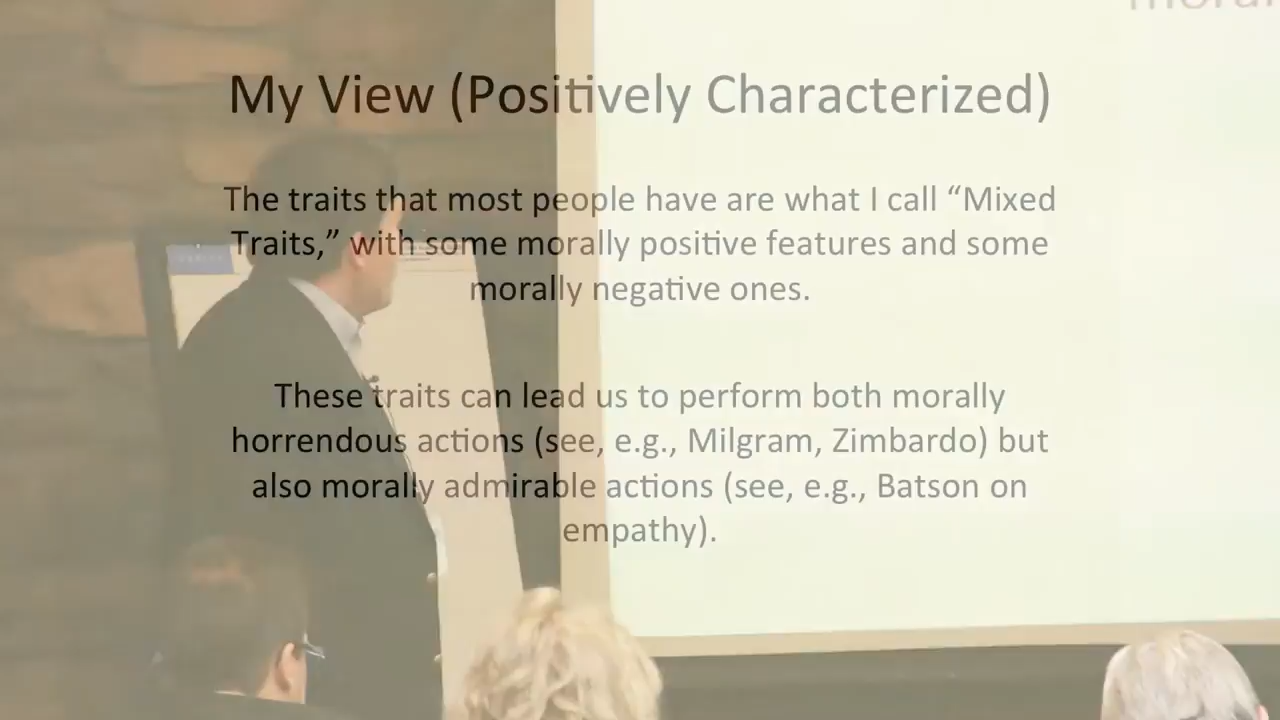 moral
My View (Positively Characterized)
The traits that most people have are what I call “Mixed
Traits,” with some morally positive features and some
morally negative ones.
These traits can lead us to perform both morally
horrendous actions (see, e.g., Milgram, Zimbardo) but
also morally admirable actions (see, e.g., Batson on
empathy).